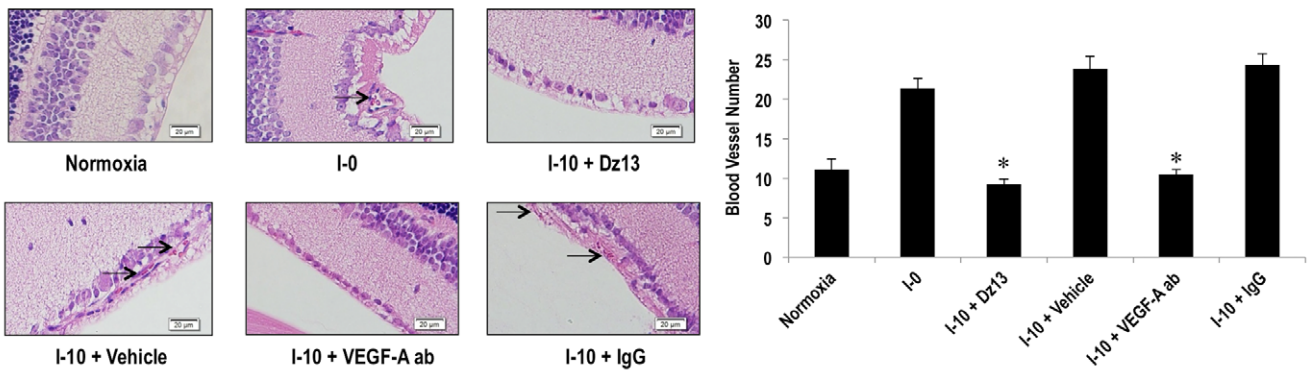 20 µm
20 µm
20 µm
Normoxia
I-0
I-10 + Dz13
20 µm
20 µm
20 µm
I-10 + Vehicle
I-10 + VEGF-A ab
I-10 + IgG
Blood Vessel Number
30
25
20
15
10
5
0
*
*
Normoxia
I-0
I-10 + Dz13
I-10 + Vehicle
I-10 + VEGF-A ab
I-10 + IgG